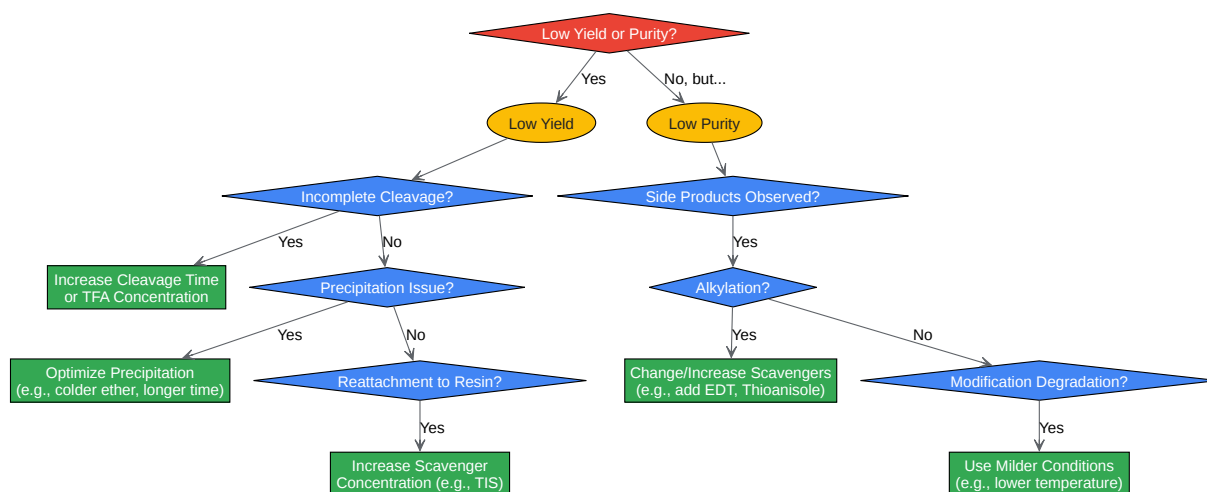 Low Yield or Purity?
Yes
No, but...
Low Yield
Low Purity
Incomplete Cleavage?
Side Products Observed?
Yes
No
Yes
Increase Cleavage Time
or TFA Concentration
Precipitation Issue?
Alkylation?
Yes
No
Yes
No
Optimize Precipitation
(e.g., colder ether, longer time)
Reattachment to Resin?
Change/Increase Scavengers
(e.g., add EDT, Thioanisole)
Modification Degradation?
Yes
Yes
Increase Scavenger
Concentration (e.g., TIS)
Use Milder Conditions
(e.g., lower temperature)